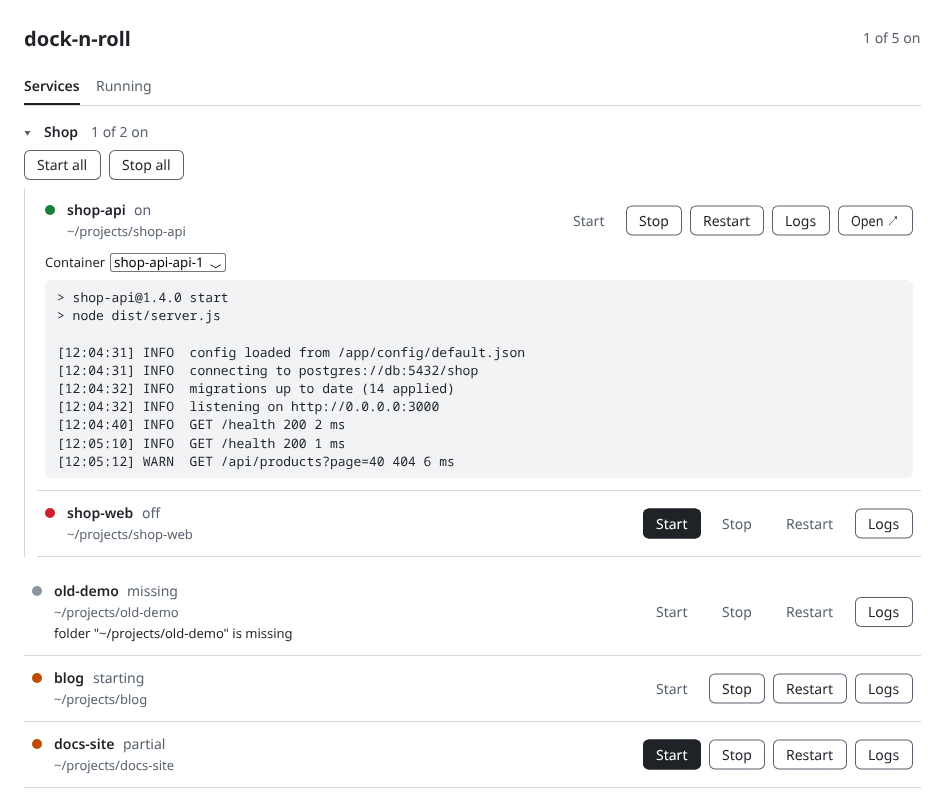 dock-n-roll
1 of 5 on
Services Running
▾ Shop 1 of 2 on
Start all Stop all
shop-api on
~/projects/shop-api
Start Stop Restart Logs Open ↗
Container shop-api-api-1
> shop-api@1.4.0 start
> node dist/server.js
[12:04:31] INFO  config loaded from /app/config/default.json
[12:04:31] INFO  connecting to postgres://db:5432/shop
[12:04:32] INFO  migrations up to date (14 applied)
[12:04:32] INFO  listening on http://0.0.0.0:3000
[12:04:40] INFO  GET /health 200 2 ms
[12:05:10] INFO  GET /health 200 1 ms
[12:05:12] WARN  GET /api/products?page=40 404 6 ms
shop-web off
~/projects/shop-web
Start Stop Restart Logs
old-demo missing
~/projects/old-demo
folder "~/projects/old-demo" is missing
Start Stop Restart Logs
blog starting
~/projects/blog
Start Stop Restart Logs
docs-site partial
~/projects/docs-site
Start Stop Restart Logs